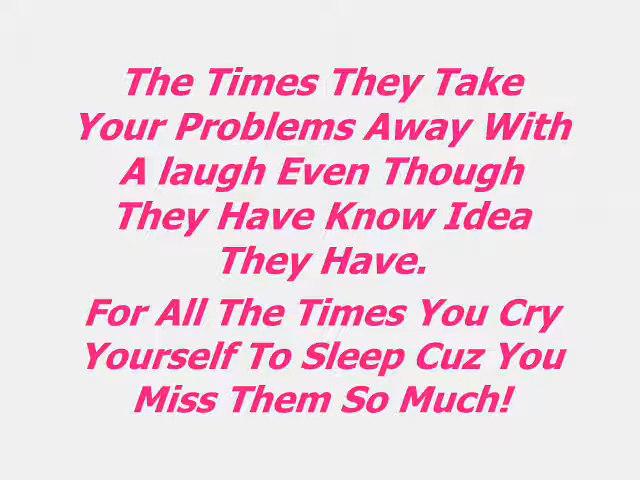 The Times They Take
Your Problems Away With
A laugh Even Though
They Have Know Idea
They Have.
For All The Times You Cry
Yourself To Sleep Cuz You
Miss Them So Much!